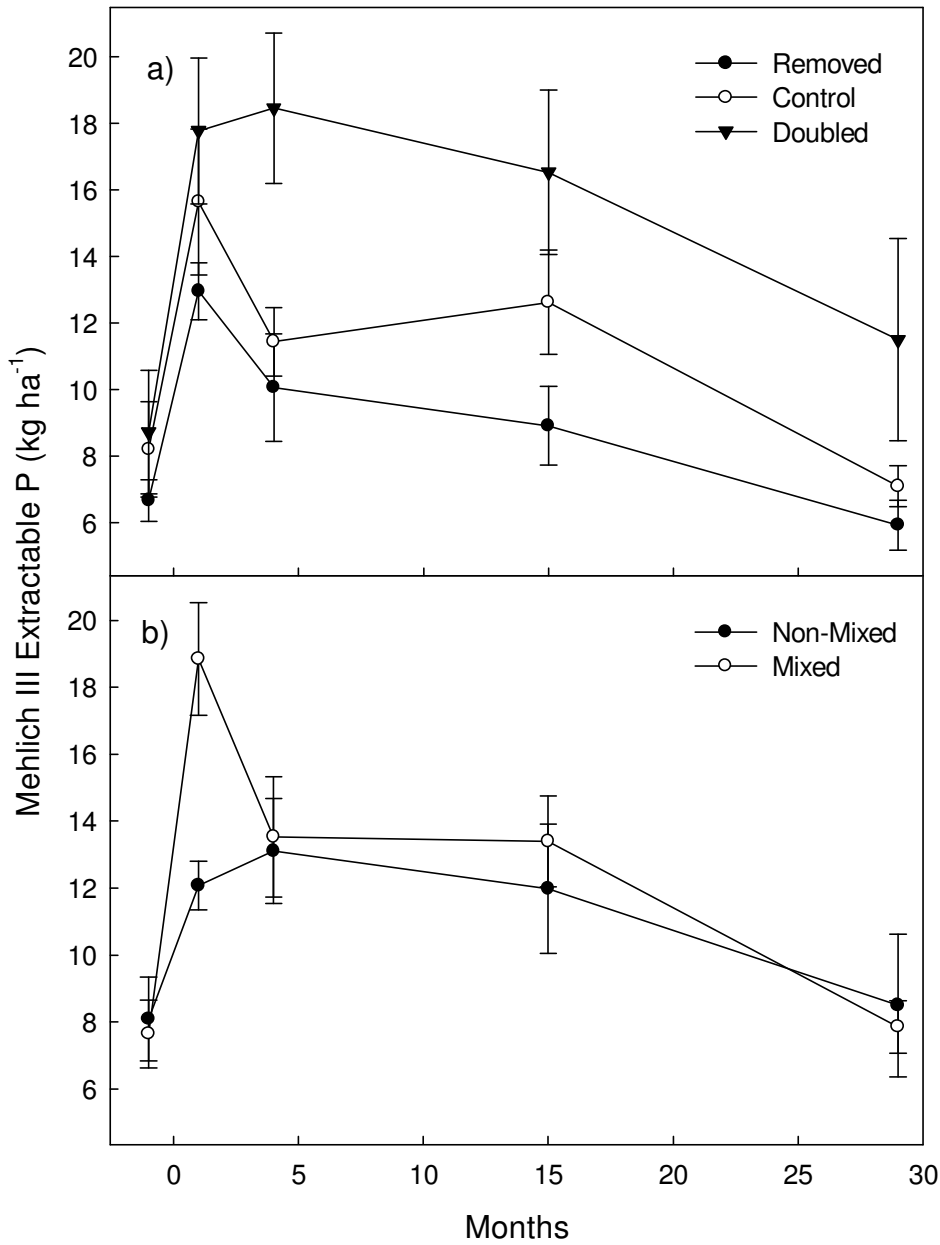 a)
Removed
Control
Doubled
20
18
16
14
12
10
8
6
Mehlich III Extractable P (kg ha⁻¹)
b)
Non-Mixed
Mixed
20
18
16
14
12
10
8
6
0 5 10 15 20 25 30
Months